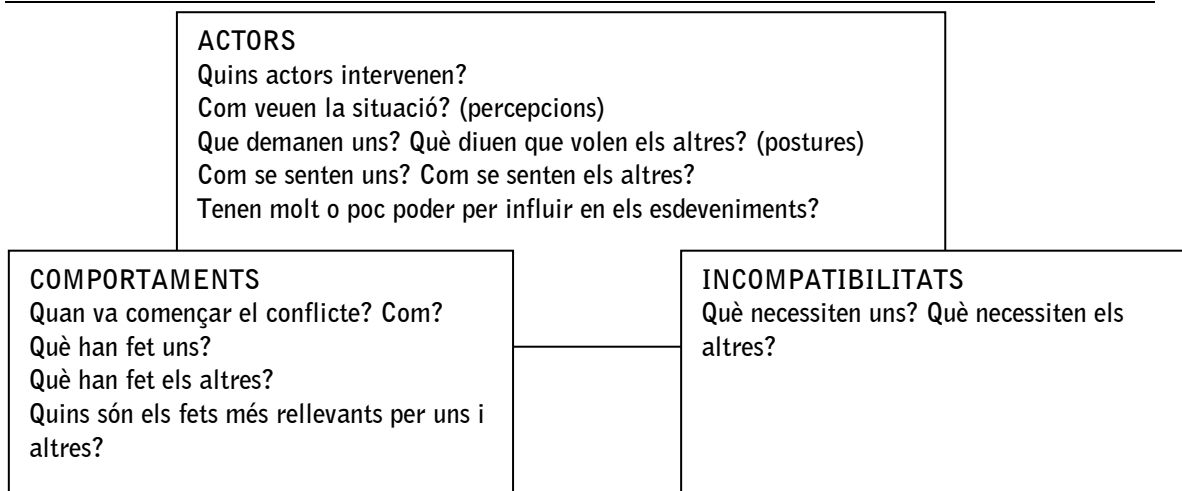 ACTORS
Quins actors intervenen?
Com veuen la situació? (percepcions)
Que demanen uns? Què diuen que volen els altres? (postures)
Com se senten uns? Com se senten els altres?
Tenen molt o poc poder per influir en els esdeveniments?
COMPORTAMENTS
Quan va començar el conflicte? Com?
Què han fet uns?
Què han fet els altres?
Quins són els fets més rellevants per uns i
altres?
INCOMPATIBILITATS
Què necessiten uns? Què necessiten els
altres?